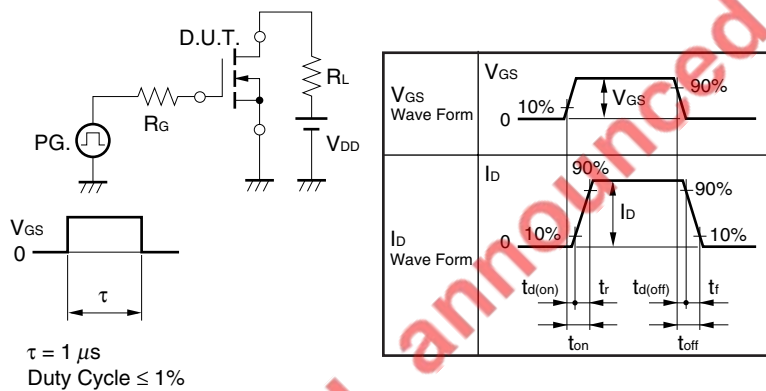 D.U.T.
RL
RG
PG.
VDD
VGS
0
τ
τ = 1 μs
Duty Cycle ≤ 1%
VGS
Wave Form
VGS
10%
0
VGS
90%
ID
Wave Form
ID
90%
90%
0
10%
ID
10%
td(on)
tr
td(off)
tf
ton
toff
announced